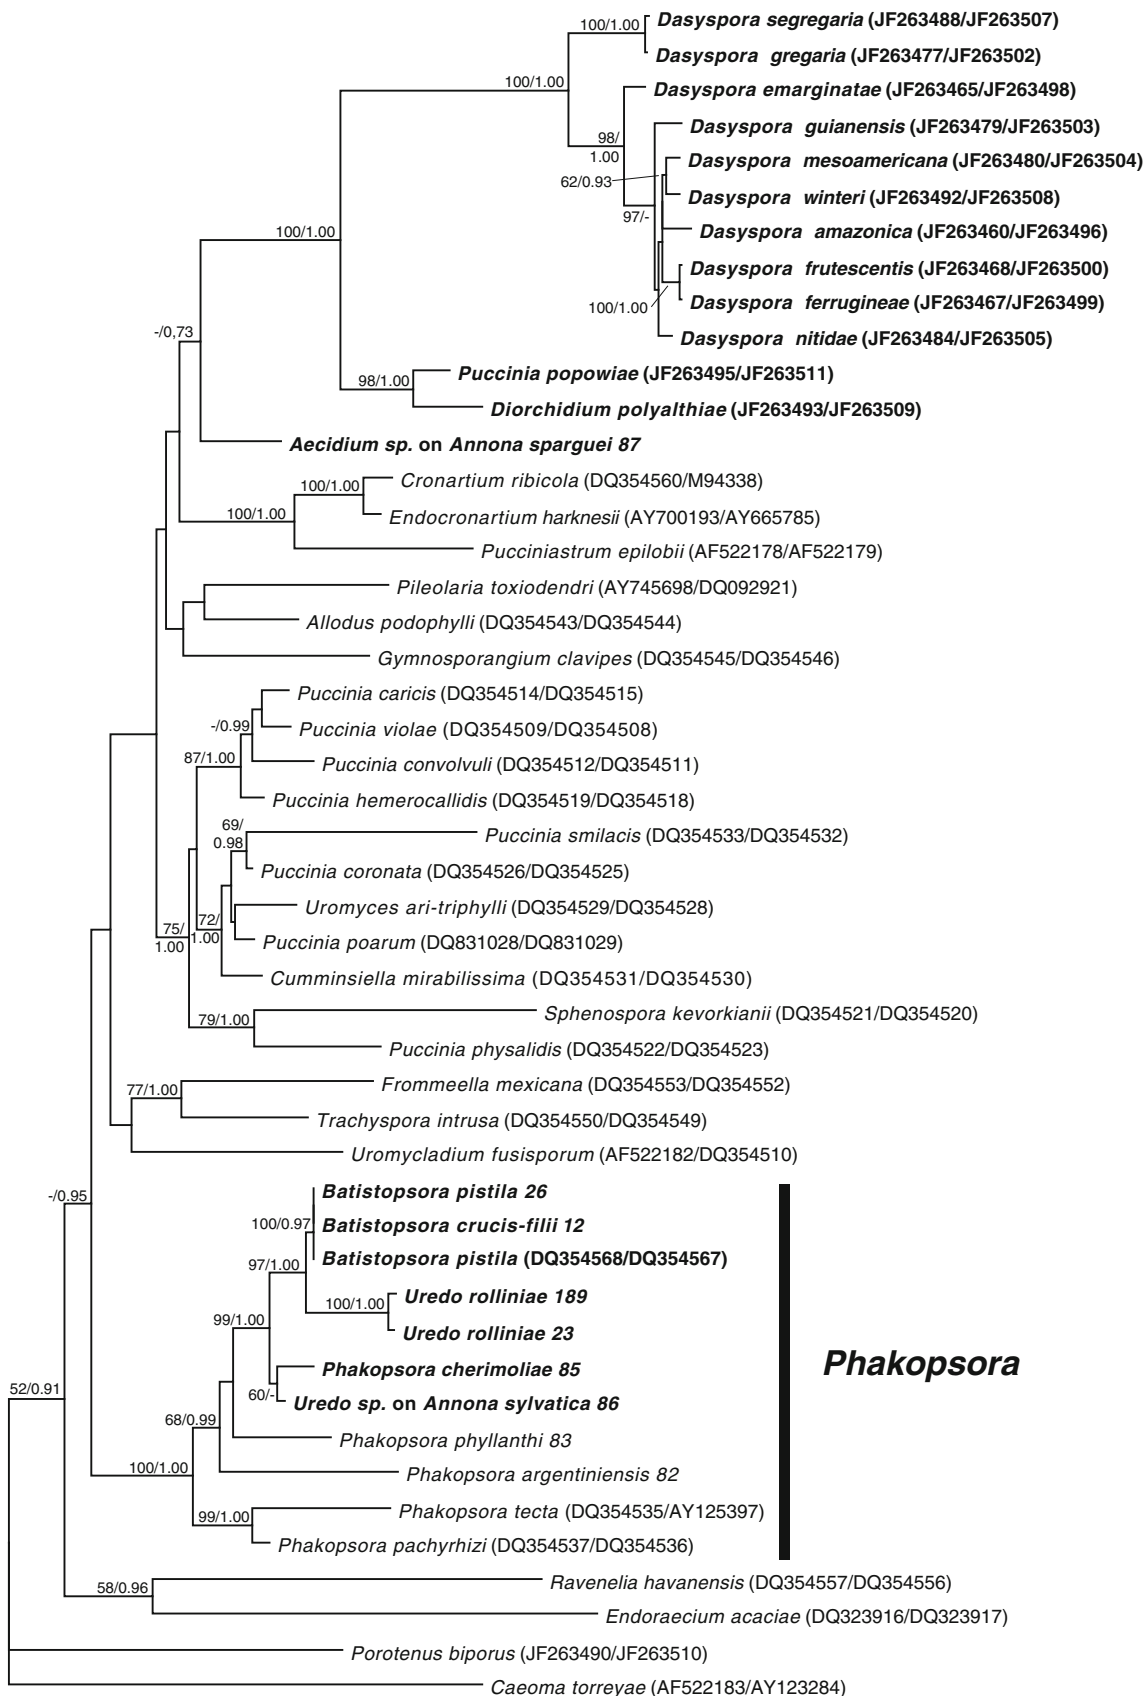 100/1.00
Dasyspora segregaria (JF263488/JF263507)
Dasyspora gregaria (JF263477/JF263502)
100/1.00
Dasyspora emarginatae (JF263465/JF263498)
Dasyspora guianensis (JF263479/JF263503)
98/
1.00
Dasyspora mesoamericana (JF263480/JF263504)
62/0.93
Dasyspora winteri (JF263492/JF263508)
97/-
Dasyspora amazonica (JF263460/JF263496)
100/1.00
Dasyspora frutescentis (JF263468/JF263500)
Dasyspora ferrugineae (JF263467/JF263499)
100/1.00
-/0,73
Dasyspora nitidae (JF263484/JF263505)
98/1.00
Puccinia popowiae (JF263495/JF263511)
Diorchidium polyalthiae (JF263493/JF263509)
Aecidium sp. on Annona sparguei 87
100/1.00
Cronartium ribicola (DQ354560/M94338)
100/1.00
Endocronartium harknesii (AY700193/AY665785)
Pucciniastrum epilobii (AF522178/AF522179)
Pileolaria toxiodendri (AY745698/DQ092921)
Allodus podophylli (DQ354543/DQ354544)
Gymnosporangium clavipes (DQ354545/DQ354546)
Puccinia caricis (DQ354514/DQ354515)
-/0.99
Puccinia violae (DQ354509/DQ354508)
87/1.00
Puccinia convolvuli (DQ354512/DQ354511)
Puccinia hemerocallidis (DQ354519/DQ354518)
69/
0.98
Puccinia smilacis (DQ354533/DQ354532)
Puccinia coronata (DQ354526/DQ354525)
Uromyces ari-triphylli (DQ354529/DQ354528)
75/
1.00
72/
1.00
Puccinia poarum (DQ831028/DQ831029)
Cumminsiella mirabilissima (DQ354531/DQ354530)
79/1.00
Sphenospora kevorkianii (DQ354521/DQ354520)
Puccinia physalidis (DQ354522/DQ354523)
77/1.00
Frommeella mexicana (DQ354553/DQ354552)
Trachyspora intrusa (DQ354550/DQ354549)
Uromycladium fusisporum (AF522182/DQ354510)
-/0.95
Batistopsora pistila 26
100/0.97
Batistopsora crucis-filii 12
Batistopsora pistila (DQ354568/DQ354567)
97/1.00
100/1.00
Uredo rolliniae 189
99/1.00
Uredo rolliniae 23
Phakopsora
Phakopsora cherimoliae 85
52/0.91
60/-
Uredo sp. on Annona sylvatica 86
68/0.99
Phakopsora phyllanthi 83
100/1.00
Phakopsora argentiniensis 82
99/1.00
Phakopsora tecta (DQ354535/AY125397)
Phakopsora pachyrhizi (DQ354537/DQ354536)
58/0.96
Ravenelia havanensis (DQ354557/DQ354556)
Endoraecium acaciae (DQ323916/DQ323917)
Porotenus biporus (JF263490/JF263510)
Caeoma torreyae (AF522183/AY123284)